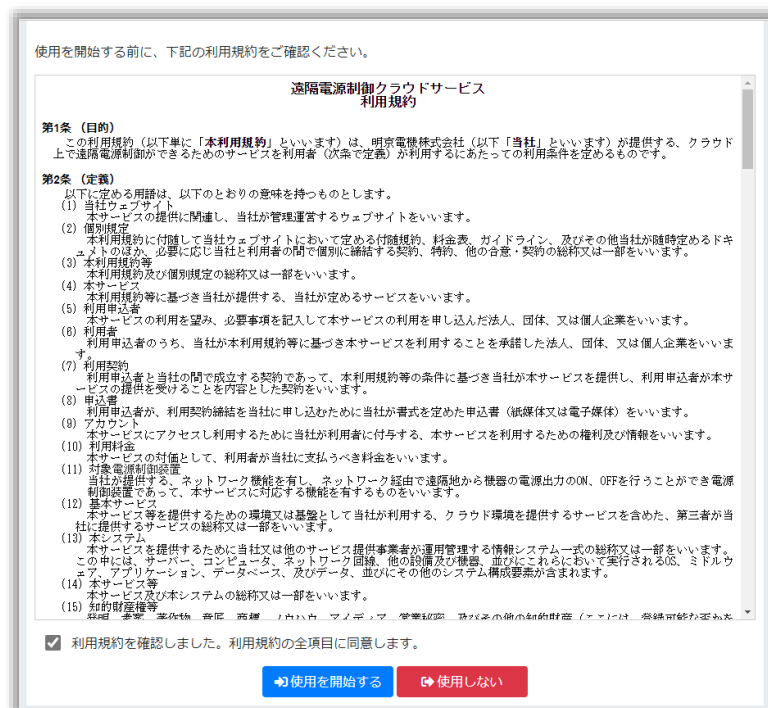 使用を開始する前に、下記の利用規約をご確認ください。
遠隔電源制御クラウドサービス
利用規約
第1条 (目的)
この利用規約（以下単に「本利用規約」といいます）は、明京電機株式会社（以下「当社」といいます）が提供する、クラウド
上で遠隔電源制御ができるためのサービスを利用者（次条で定義）が利用するにあたっての利用条件を定めるものです。
第2条 (定義)
以下に定める用語は、以下のとおりの意味を持つものとします。
(1) 当社ウェブサイト
本サービスの提供に関連し、当社が管理運営するウェブサイトをいいます。
(2) 個別規定
本利用規約に付随して当社ウェブサイトにおいて定める付随規約、料金表、ガイドライン、及びその他当社が随時定めるドキ
ュメントのほか、必要に応じ当社と利用者の間で個別に締結する契約、特約、他の合意・契約の総称又は一部をいいます。
(3) 本利用規約等
本利用規約及び個別規定の総称又は一部をいいます。
(4) 本サービス
本利用規約等に基づき当社が提供する、当社が定めるサービスをいいます。
(5) 利用申込者
本サービスの利用を望み、必要事項を記入して本サービスの利用を申し込んだ法人、団体、又は個人企業をいいます。
(6) 利用者
利用申込者のうち、当社が本利用規約等に基づき本サービスを利用することを承諾した法人、団体、又は個人企業をいいま
す。
(7) 利用契約
利用申込者と当社の間で成立する契約であって、本利用規約等の条件に基づき当社が本サービスを提供し、利用申込者が本サ
ービスの提供を受けることを内容とした契約をいいます。
(8) 申込書
利用申込者が、利用契約締結を当社に申し込むために当社が書式を定めた申込書（紙媒体又は電子媒体）をいいます。
(9) アカウント
本サービスにアクセスし利用するために当社が利用者に付与する、本サービスを利用するための権利及び情報をいいます。
(10) 利用料金
本サービスの対価として、利用者が当社に支払うべき料金をいいます。
(11) 対象電源制御装置
当社が提供する、ネットワーク機能を有し、ネットワーク経由で遠隔地から機器の電源出力のON、OFFを行うことができ電源
制御装置であって、本サービスに対応する機能を有するものをいいます。
(12) 基本サービス
本サービス等を提供するための環境又は基盤として当社が利用する、クラウド環境を提供するサービスを含めた、第三者が当
社に提供するサービスの総称又は一部をいいます。
(13) 本システム
本サービスを提供するために当社又は他のサービス提供事業者が運用管理する情報システム一式の総称又は一部をいいます。
この中には、サーバー、コンピュータ、ネットワーク回線、他の設備及び機器、並びにこれらにおいて実行されるOS、ミドルウ
ェア、アプリケーション、データベース、及びデータ、並びにその他のシステム構成要素が含まれます。
(14) 本サービス等
本サービス及び本システムの総称又は一部をいいます。
(15) 知的財産権等
発明、考案、著作物、意匠、商標、ノウハウ、アイディア、営業秘密、及びその他の知的財産（ここには、登録可能な否かを
利用規約を確認しました。利用規約の全項目に同意します。
使用を開始する
使用しない